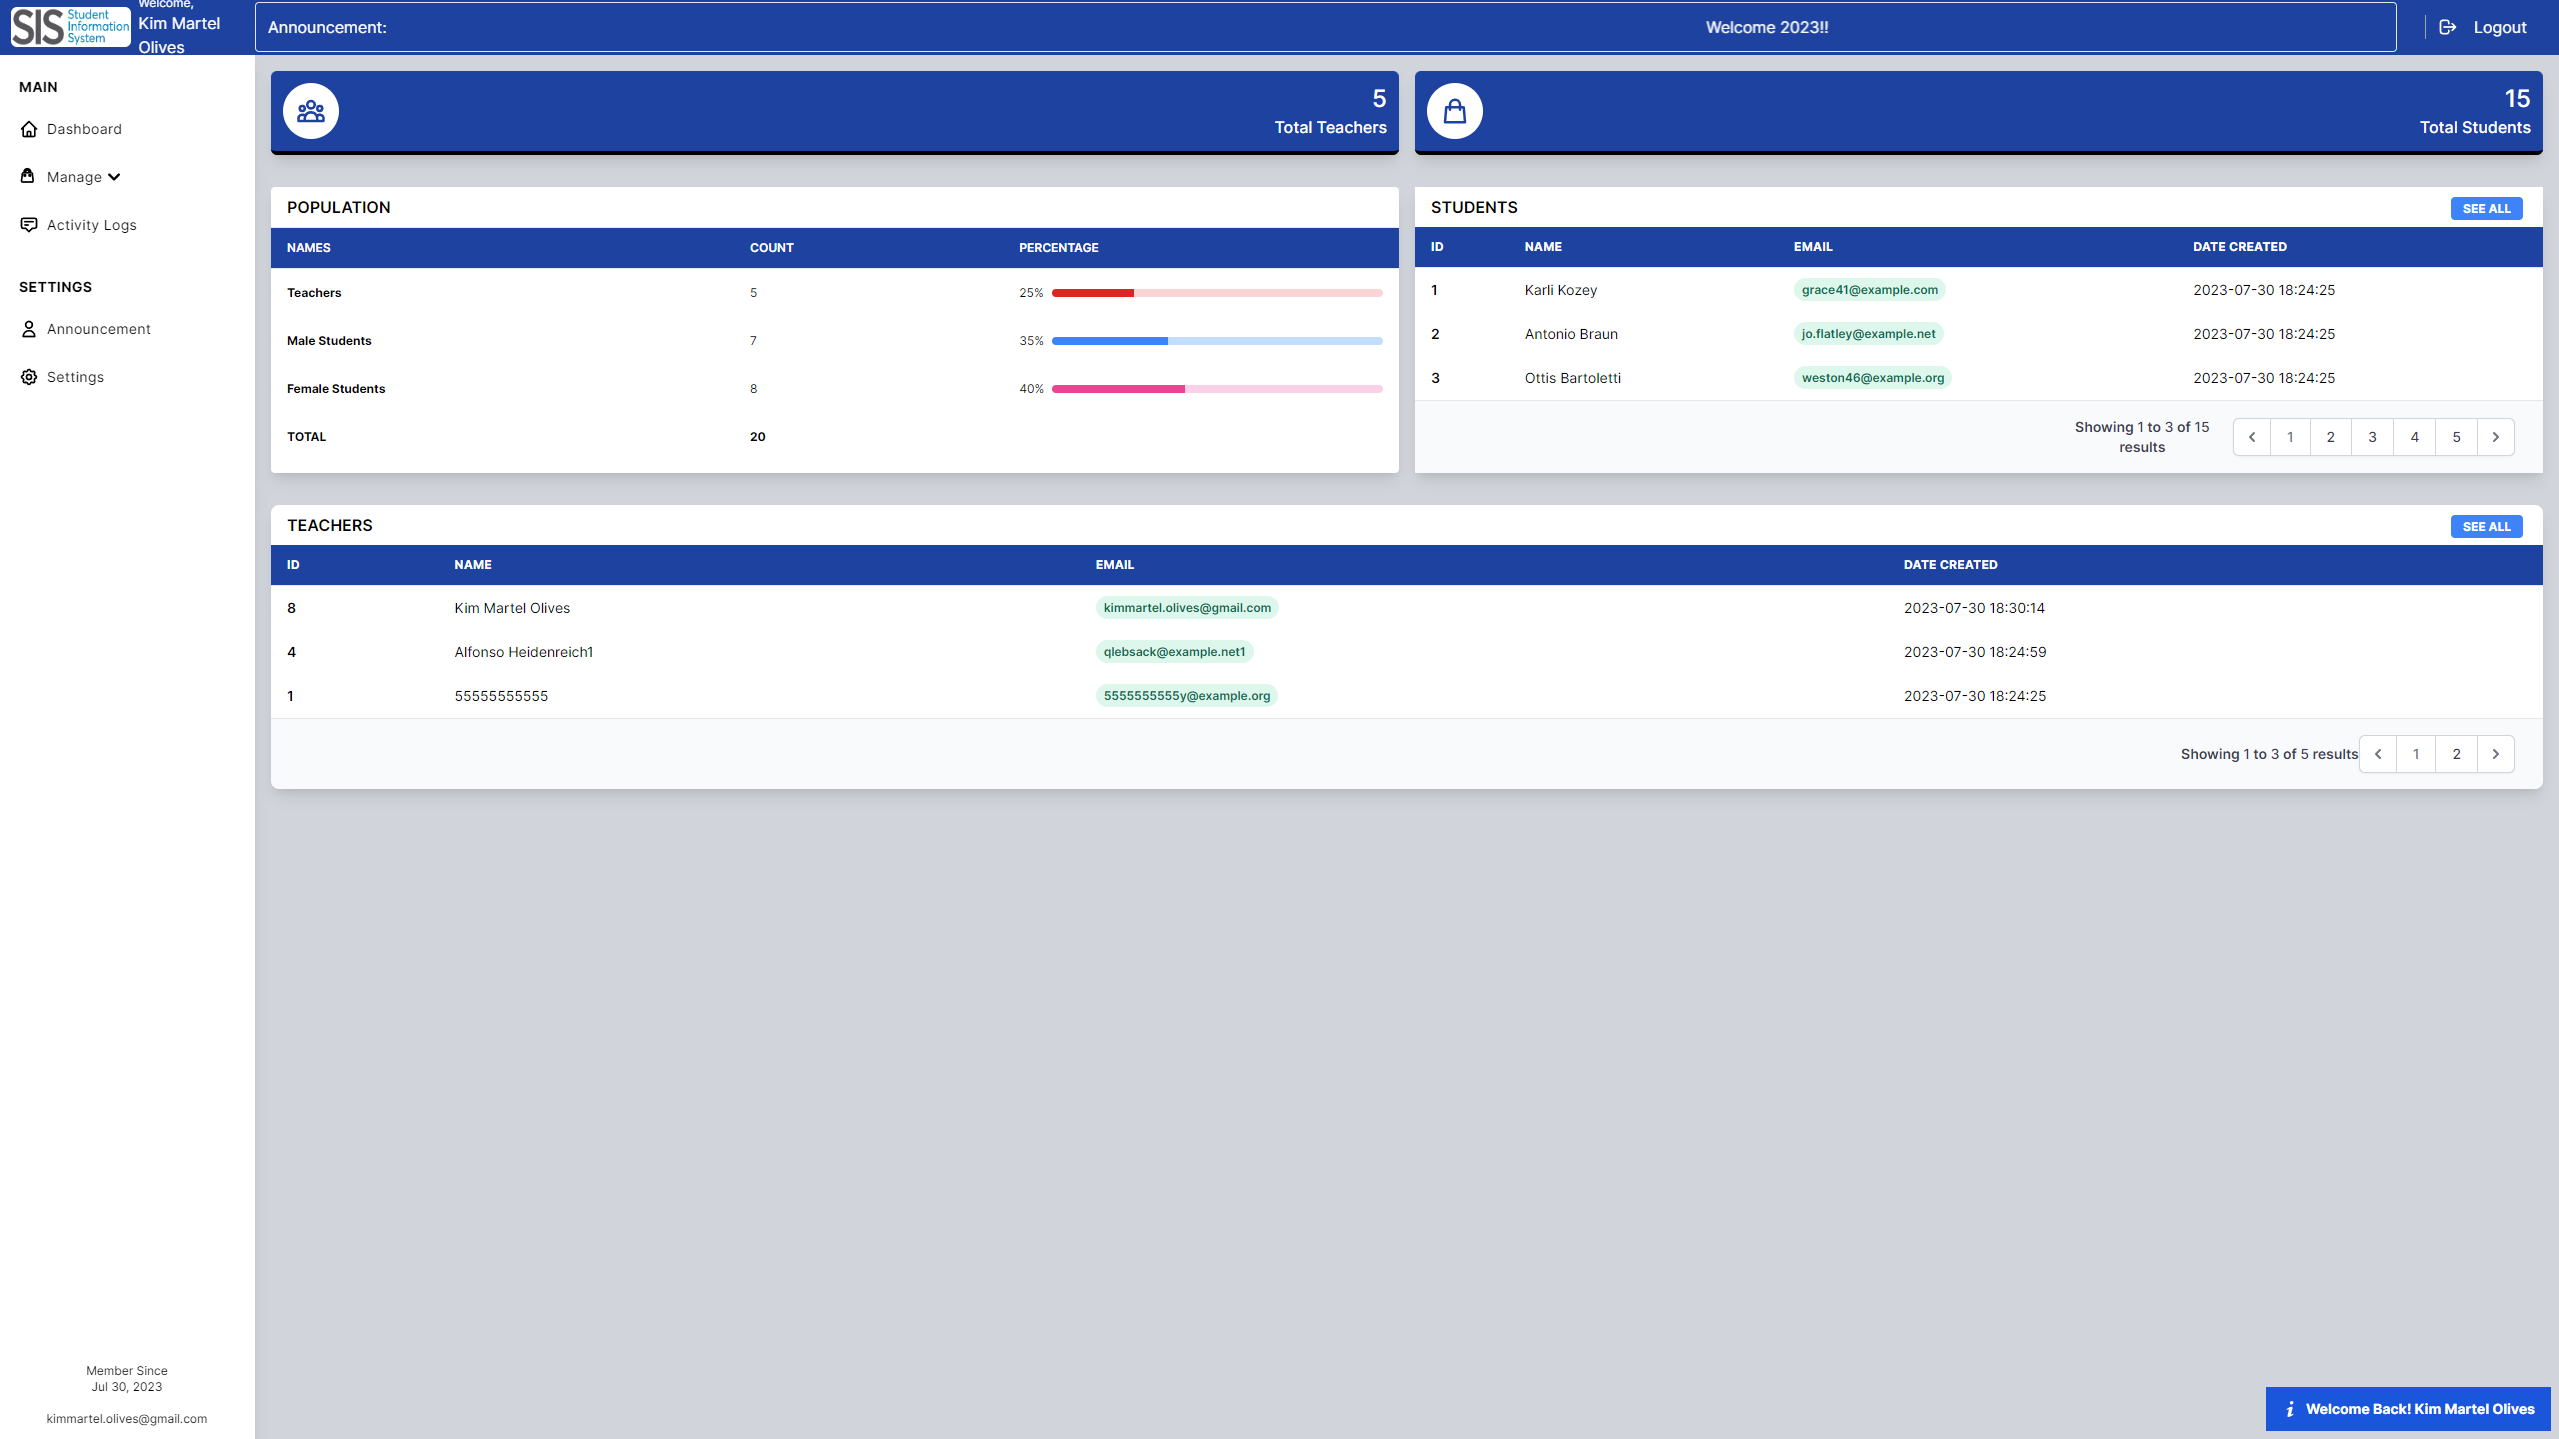 SIS Student
Information
System
Welcome,
Kim Martel
Olives
Announcement:
Welcome 2023!!
Logout
MAIN
Dashboard
Manage
Activity Logs
SETTINGS
Announcement
Settings
5
Total Teachers
15
Total Students
POPULATION
NAMES COUNT PERCENTAGE
Teachers 5 25%
Male Students 7 35%
Female Students 8 40%
TOTAL 20
STUDENTS SEE ALL
ID NAME EMAIL DATE CREATED
1 Karli Kozey grace41@example.com 2023-07-30 18:24:25
2 Antonio Braun jo.flatley@example.net 2023-07-30 18:24:25
3 Ottis Bartoletti weston46@example.org 2023-07-30 18:24:25
Showing 1 to 3 of 15
results
1 2 3 4 5
TEACHERS SEE ALL
ID NAME EMAIL DATE CREATED
8 Kim Martel Olives kimmartel.olives@gmail.com 2023-07-30 18:30:14
4 Alfonso Heidenreich1 qlebsack@example.net1 2023-07-30 18:24:59
1 55555555555 5555555555y@example.org 2023-07-30 18:24:25
Showing 1 to 3 of 5 results 1 2
Member Since
Jul 30, 2023
kimmartel.olives@gmail.com
i Welcome Back! Kim Martel Olives